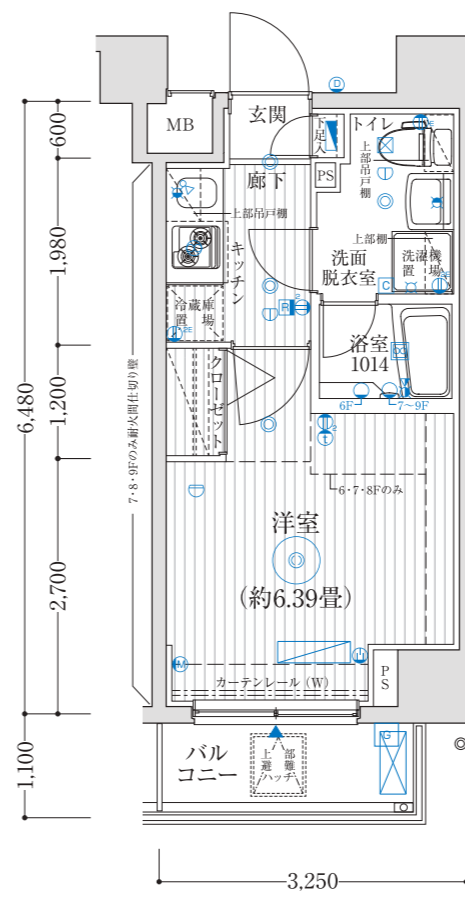 D
MB
玄関
下足入
トイレ
PS
廊下
上部吊戸棚
上部吊戸棚
キッチン
上部棚
洗面
脱衣室
洗濯機
置場
C
2E
R
2
冷蔵庫
置場
2E
浴室
1014
クローゼット
6F
7〜9F
2
t
6・7・8Fのみ
7・8・9Fのみ耐火間仕切り壁
洋室
(約6.39畳)
M
カーテンレール(W)
PS
G
バル
コニー
上部
避難
ハッチ
600
1,980
1,200
2,700
6,480
1,100
3,250